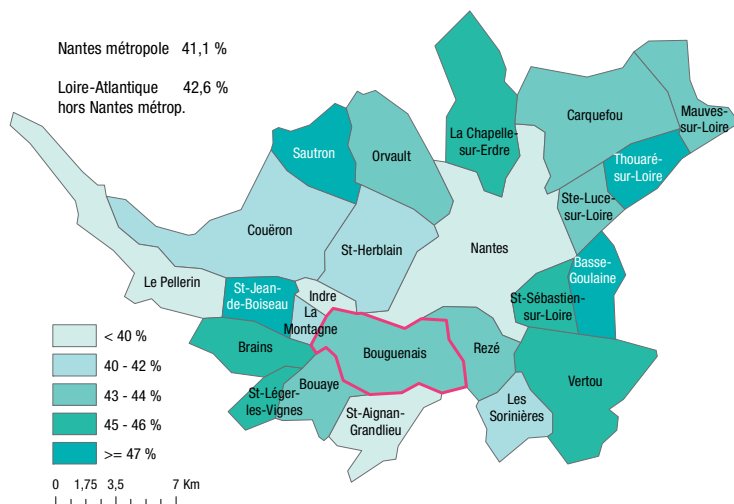 Nantes métropole 41,1 %
Loire-Atlantique 42,6 %
hors Nantes métrop.
Sautron
Orvault
La Chapelle-
sur-Erdre
Carquefou
Mauves-
sur-Loire
Thouaré-
sur-Loire
Ste-Luce-
sur-Loire
Couëron
St-Herblain
Nantes
Basse-
Goulaine
Le Pellerin
St-Jean-
de-Boiseau
Indre
La
Montagne
St-Sébastien-
sur-Loire
Brains
Bouguenais
Rezé
Vertou
St-Léger-
les-Vignes
Bouaye
St-Aignan-
Grandlieu
Les
Sorinières
< 40 %
40 - 42 %
43 - 44 %
45 - 46 %
>= 47 %
0 1,75 3,5 7 Km